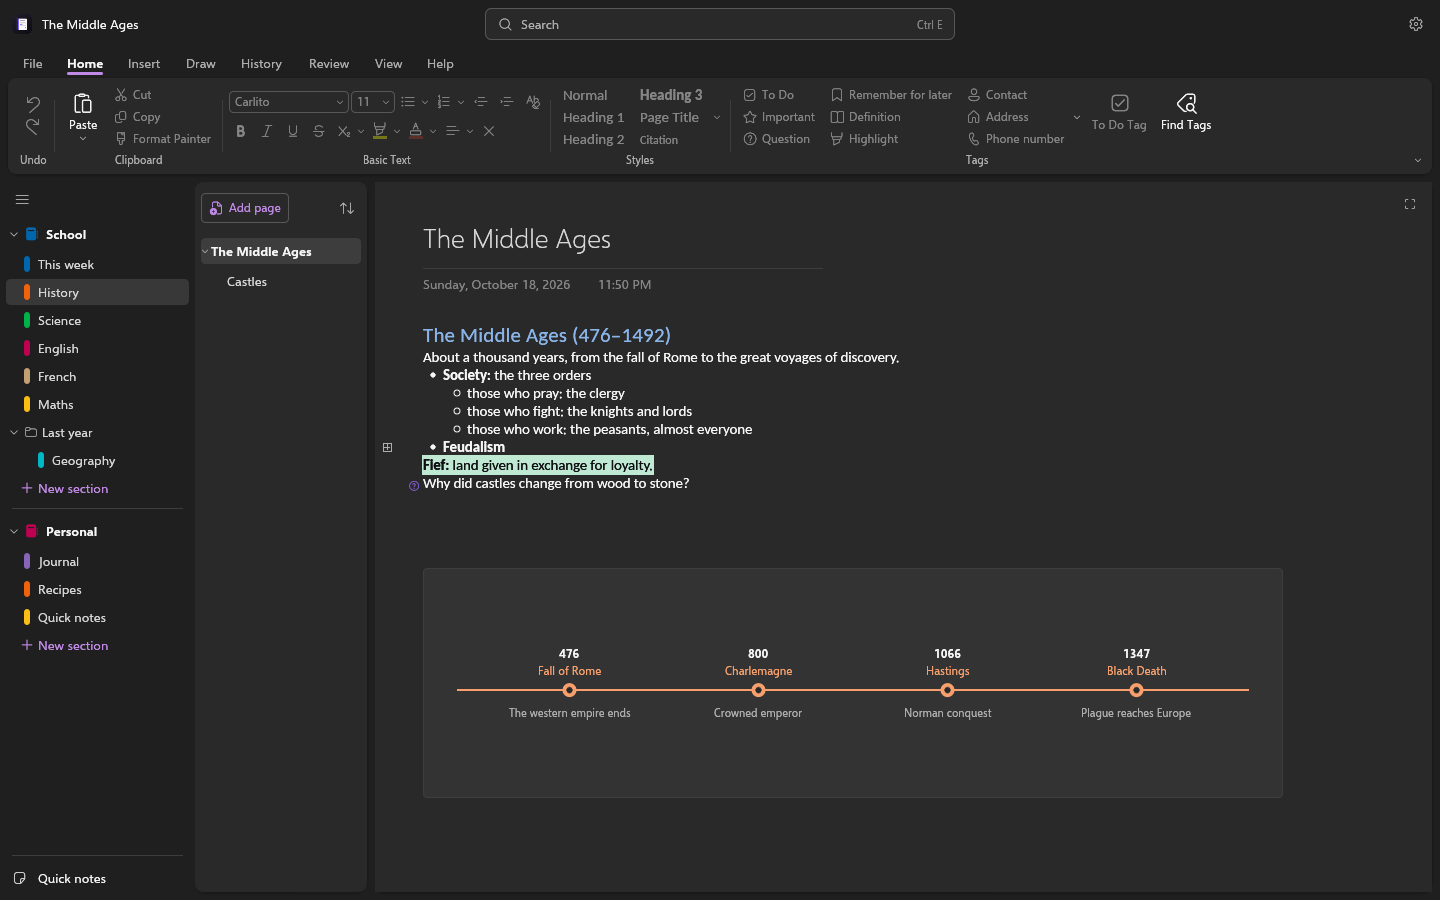 The Middle Ages
Search
Ctrl E
File Home Insert Draw History Review View Help
Undo
Paste
Cut
Copy
Format Painter
Clipboard
Carlito 11
Basic Text
Normal Heading 3
Heading 1 Page Title
Heading 2 Citation
Styles
To Do Remember for later Contact
Important Definition Address
Question Highlight Phone number
To Do Tag
Find Tags
Tags
School
This week
History
Science
English
French
Maths
Last year
Geography
New section
Personal
Journal
Recipes
Quick notes
New section
Quick notes
Add page
The Middle Ages
Castles
The Middle Ages
Sunday, October 18, 2026 11:50 PM
The Middle Ages (476–1492)
About a thousand years, from the fall of Rome to the great voyages of discovery.
Society: the three orders
those who pray: the clergy
those who fight: the knights and lords
those who work: the peasants, almost everyone
Feudalism
Fief: land given in exchange for loyalty.
Why did castles change from wood to stone?
476 800 1066 1347
Fall of Rome Charlemagne Hastings Black Death
The western empire ends Crowned emperor Norman conquest Plague reaches Europe